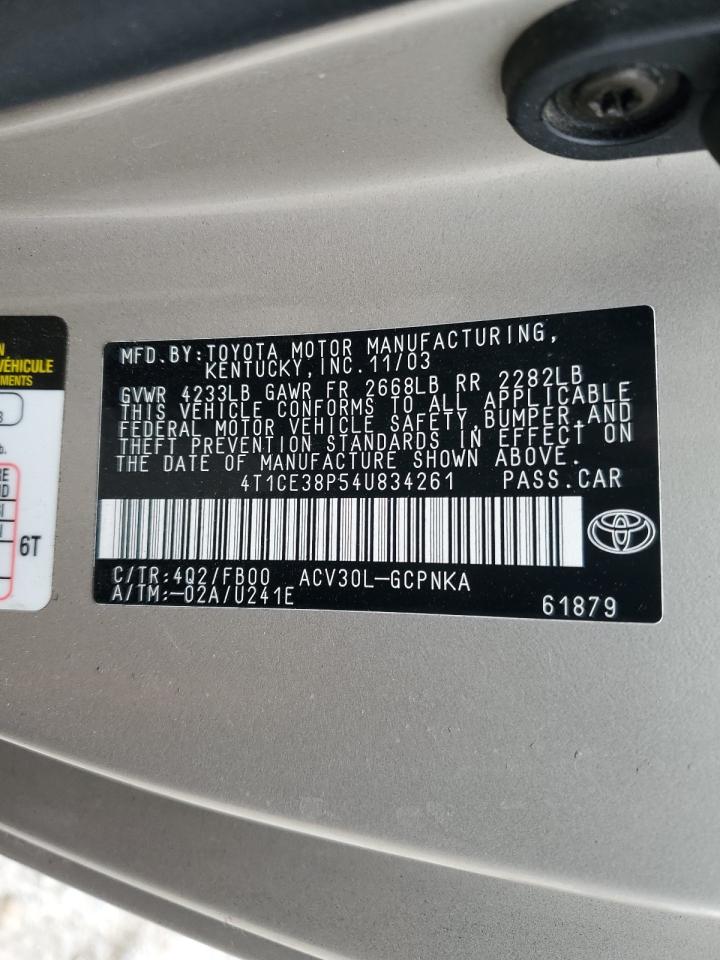 MFD.BY:TOYOTA MOTOR MANUFACTURING,
KENTUCKY,INC.11/03
GVWR 4233LB GAWR FR 2668LB RR 2282LB
THIS VEHICLE CONFORMS TO ALL APPLICABLE
FEDERAL MOTOR VEHICLE SAFETY,BUMPER,AND
THEFT PREVENTION STANDARDS IN EFFECT ON
THE DATE OF MANUFACTURE SHOWN ABOVE.
4T1CE38P54U834261 PASS.CAR
C/TR:4Q2/FB00 ACV30L-GCPNKA
A/TM:-02A/U241E 61879
VÉHICULE
6T